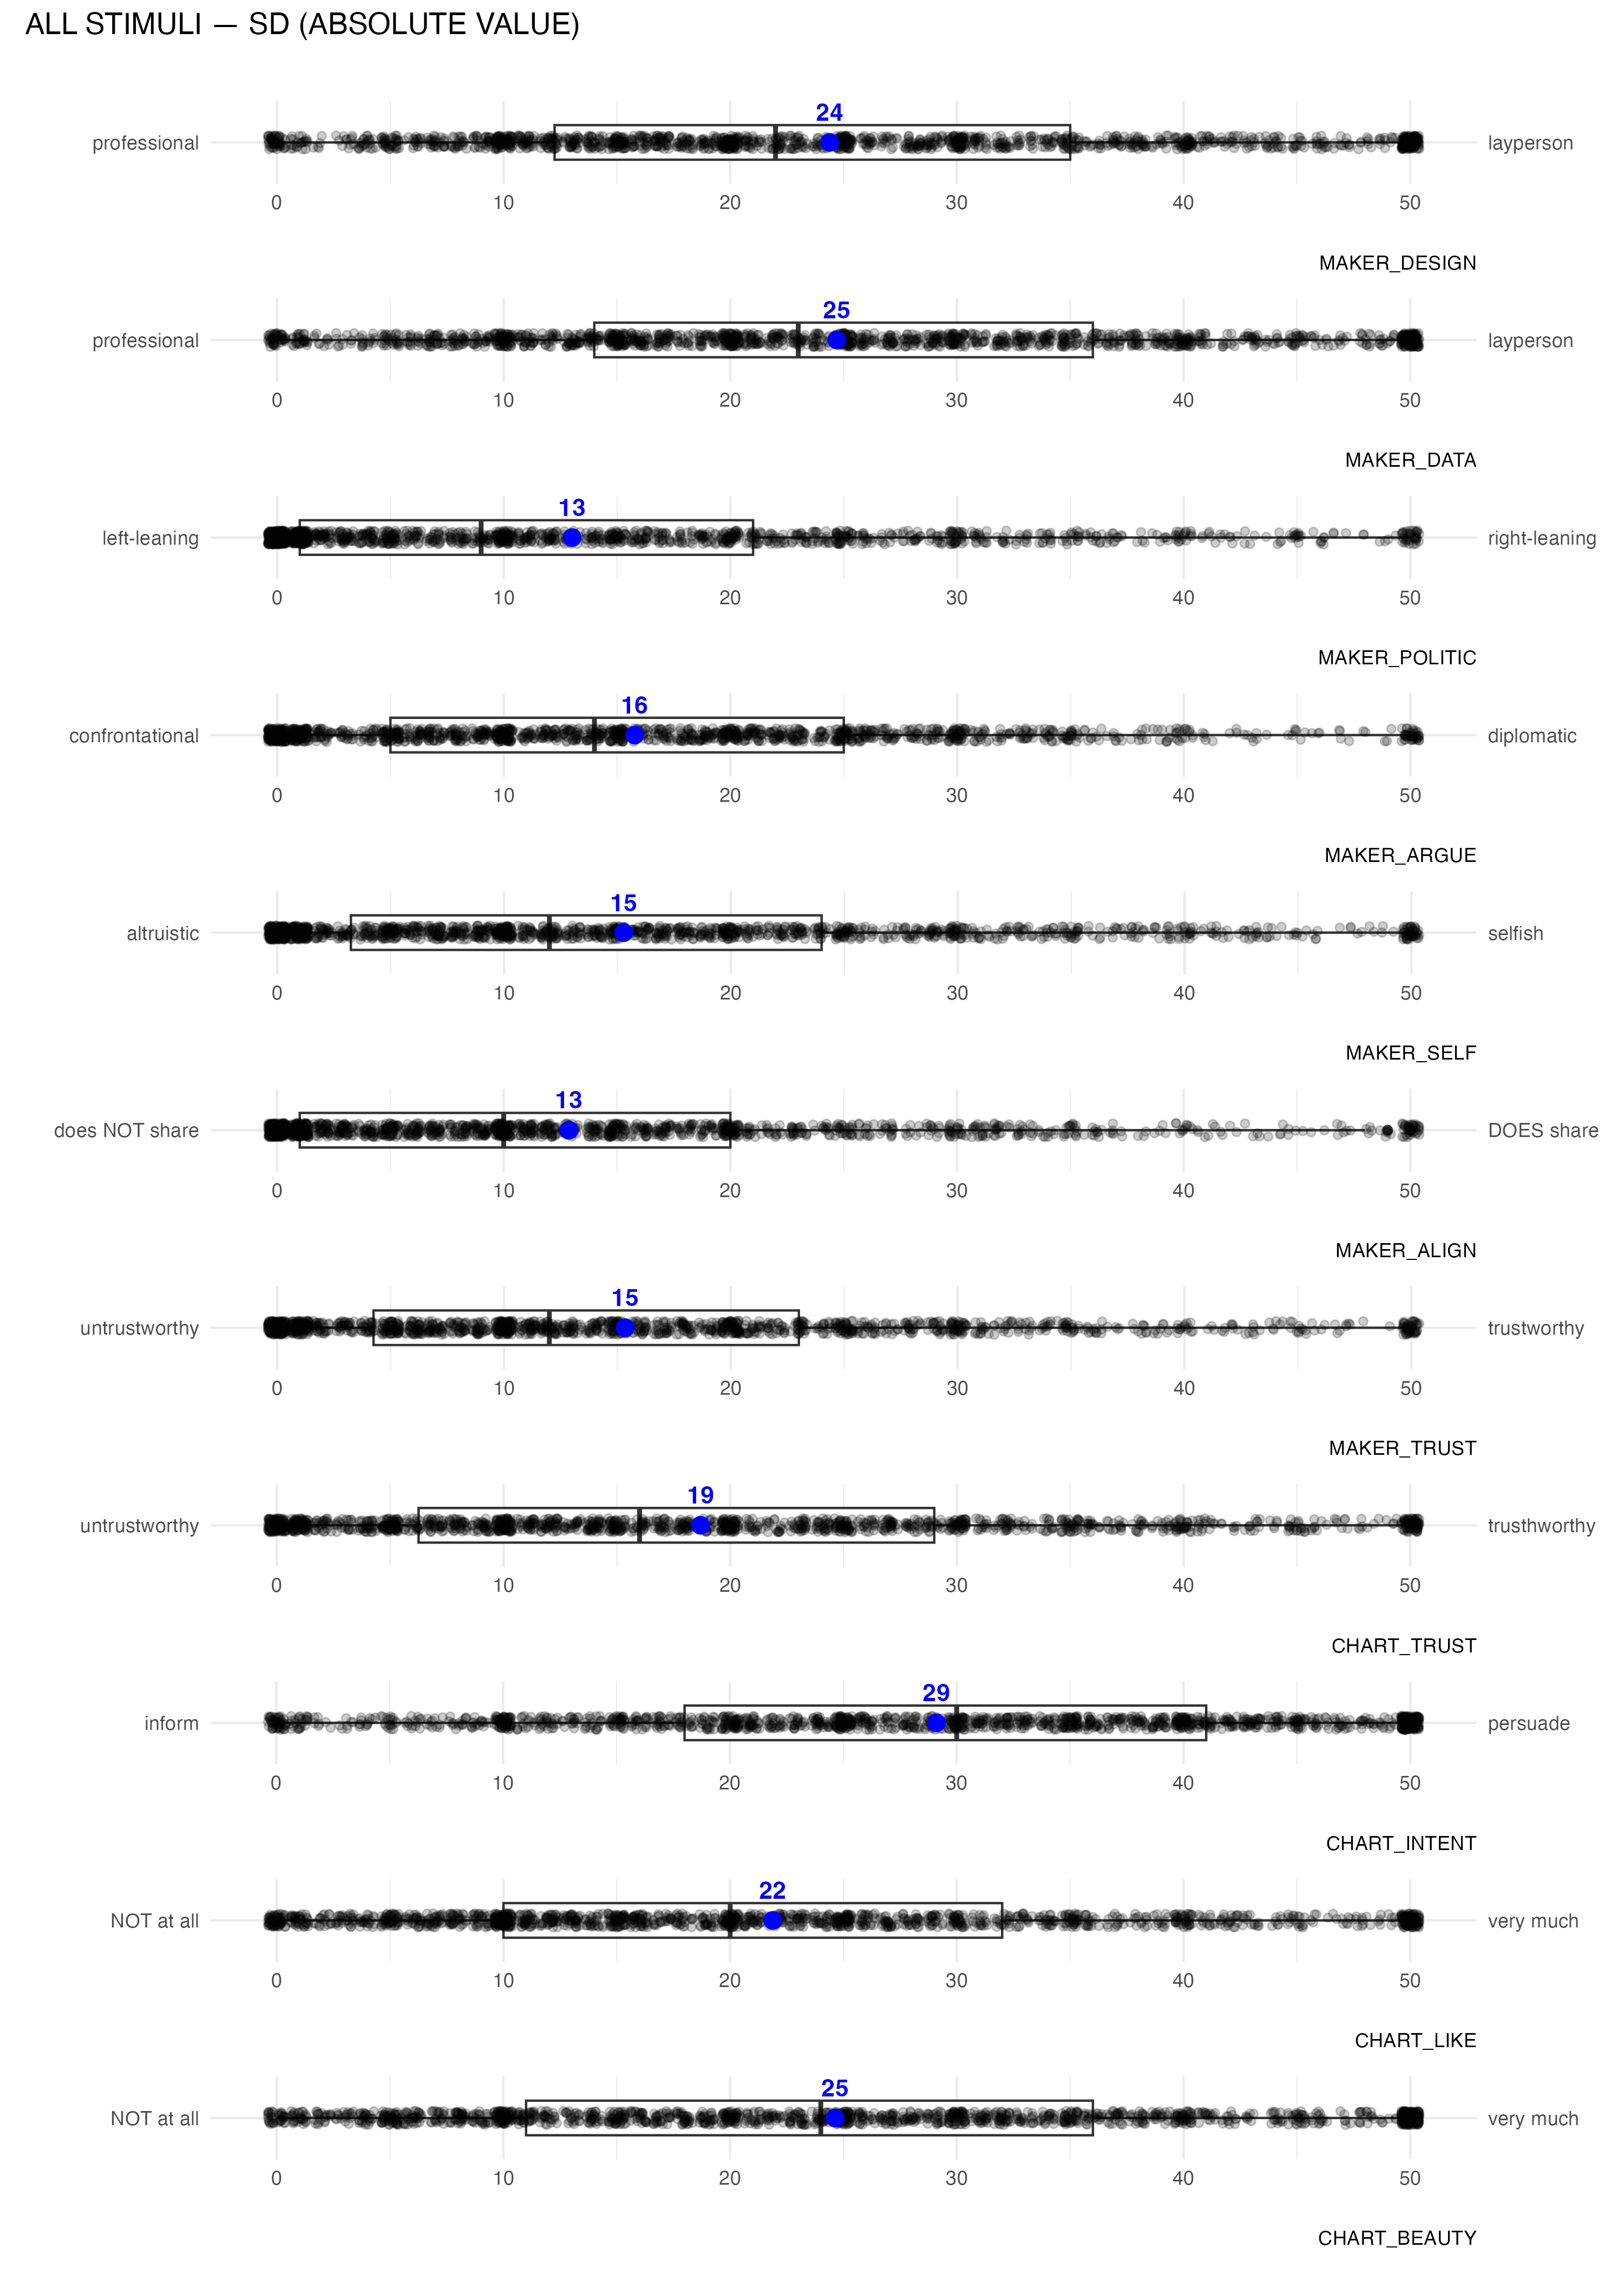 ALL STIMULI — SD (ABSOLUTE VALUE)
24
professional layperson
0 10 20 30 40 50
MAKER_DESIGN
25
professional layperson
0 10 20 30 40 50
MAKER_DATA
13
left-leaning right-leaning
0 10 20 30 40 50
MAKER_POLITIC
16
confrontational diplomatic
0 10 20 30 40 50
MAKER_ARGUE
15
altruistic selfish
0 10 20 30 40 50
MAKER_SELF
13
does NOT share DOES share
0 10 20 30 40 50
MAKER_ALIGN
15
untrustworthy trustworthy
0 10 20 30 40 50
MAKER_TRUST
19
untrustworthy trusthworthy
0 10 20 30 40 50
CHART_TRUST
29
inform persuade
0 10 20 30 40 50
CHART_INTENT
22
NOT at all very much
0 10 20 30 40 50
CHART_LIKE
25
NOT at all very much
0 10 20 30 40 50
CHART_BEAUTY